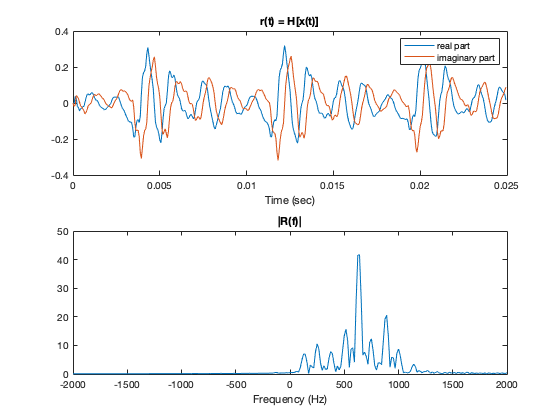 r(t) = H[x(t)]
0.4
0.2
0
-0.2
-0.4
real part
imaginary part
0 0.005 0.01 0.015 0.02 0.025
Time (sec)
|R(f)|
50
40
30
20
10
0
-2000 -1500 -1000 -500 0 500 1000 1500 2000
Frequency (Hz)